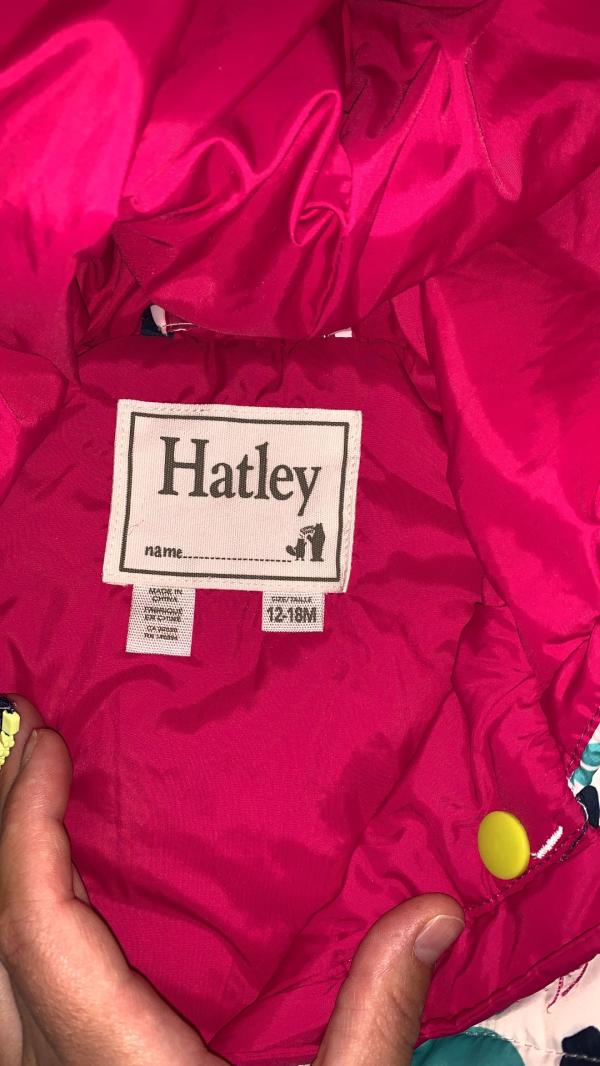 Hatley
name
MADE IN
CHINA
FABRIQUÉ
EN CHINE
SIZE/TAILLE
12-18M